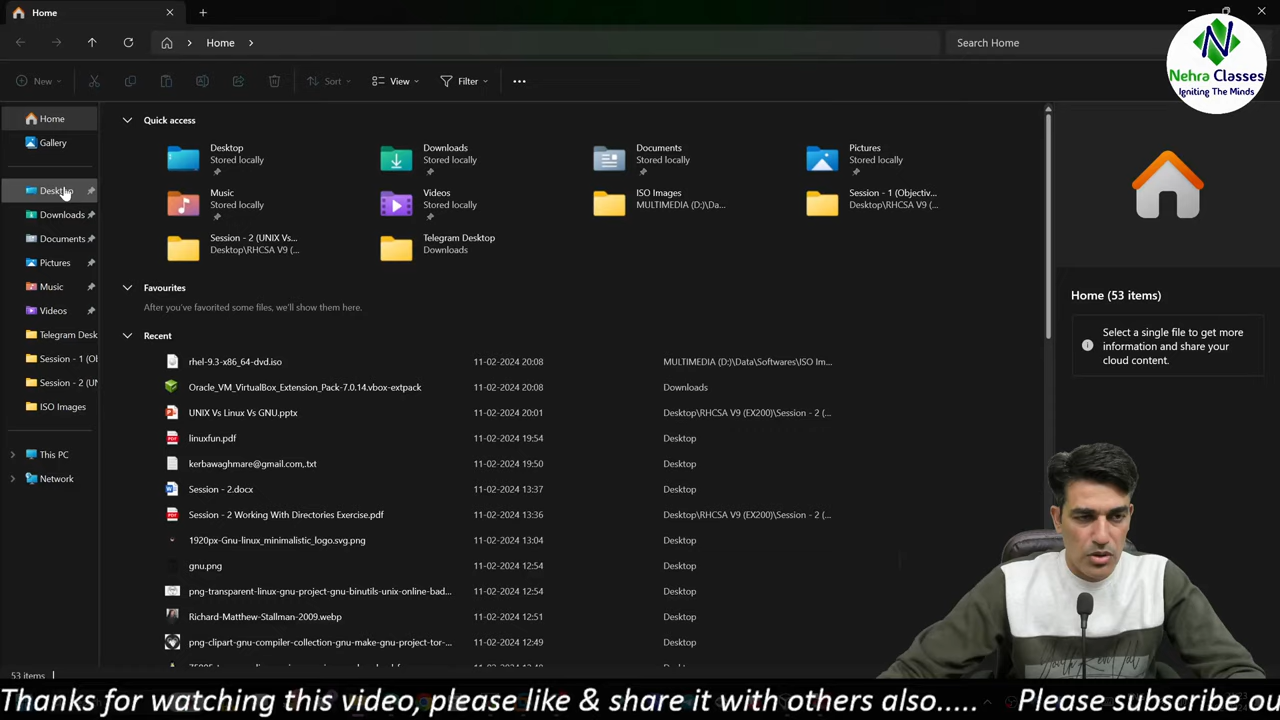 Home
Home
Search Home
Nehra Classes
Igniting The Minds
New
Sort
View
Filter
Home
Gallery
Desktop
Downloads
Documents
Pictures
Music
Videos
Telegram Desk
Session - 1 (Ol
Session - 2 (UN
ISO Images
This PC
Network
Quick access
Desktop
Stored locally
Downloads
Stored locally
Documents
Stored locally
Pictures
Stored locally
Music
Stored locally
Videos
Stored locally
ISO Images
MULTIMEDIA (D:)\Da...
Session - 1 (Objectiv...
Desktop\RHCSA V9 (...
Session - 2 (UNIX Vs...
Desktop\RHCSA V9 (...
Telegram Desktop
Downloads
Favourites
After you've favorited some files, we'll show them here.
Recent
rhel-9.3-x86_64-dvd.iso 11-02-2024 20:08 MULTIMEDIA (D:)\Data\Softwares\ISO Im...
Oracle_VM_VirtualBox_Extension_Pack-7.0.14.vbox-extpack 11-02-2024 20:08 Downloads
UNIX Vs Linux Vs GNU.pptx 11-02-2024 20:01 Desktop\RHCSA V9 (EX200)\Session - 2 (...
linuxfun.pdf 11-02-2024 19:54 Desktop
kerbawaghmare@gmail.com,.txt 11-02-2024 19:50 Desktop
Session - 2.docx 11-02-2024 13:37 Desktop
Session - 2 Working With Directories Exercise.pdf 11-02-2024 13:36 Desktop\RHCSA V9 (EX200)\Session - 2 (...
1920px-Gnu-linux_minimalistic_logo.svg.png 11-02-2024 13:04 Desktop
gnu.png 11-02-2024 12:54 Desktop
png-transparent-linux-gnu-project-gnu-binutils-unix-online-bad... 11-02-2024 12:54 Desktop
Richard-Matthew-Stallman-2009.webp 11-02-2024 12:51 Desktop
png-clipart-gnu-compiler-collection-gnu-make-gnu-project-tor-... 11-02-2024 12:49 Desktop
Home (53 items)
Select a single file to get more
information and share your
cloud content.
53 items
Thanks for watching this video, please like & share it with others also..... Please subscribe ou